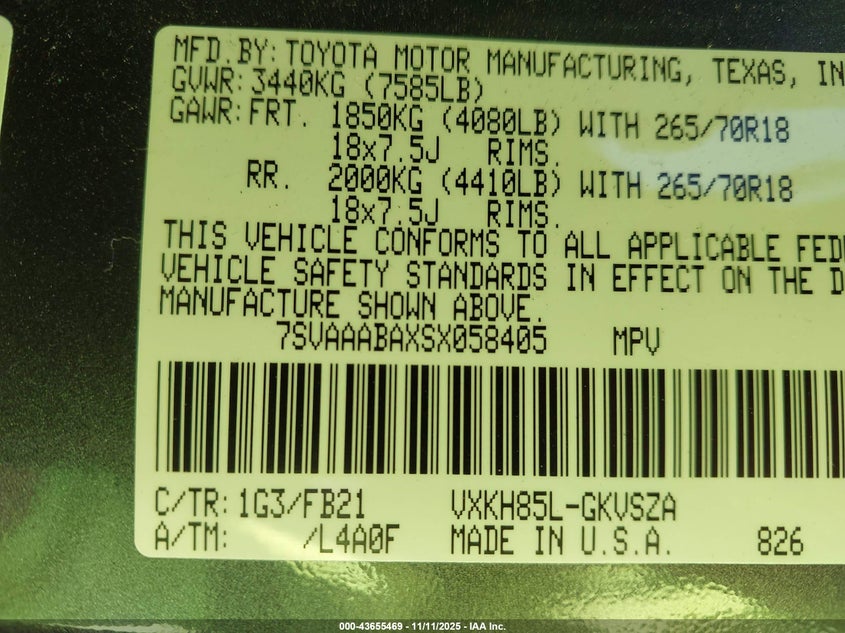 MFD.BY: TOYOTA MOTOR MANUFACTURING, TEXAS, IN
GVWR: 3440KG (7585LB)
GAWR: FRT. 1850KG (4080LB) WITH 265/70R18
18x7.5J RIMS.
RR. 2000KG (4410LB) WITH 265/70R18
18x7.5J RIMS.
THIS VEHICLE CONFORMS TO ALL APPLICABLE FED
VEHICLE SAFETY STANDARDS IN EFFECT ON THE D
MANUFACTURE SHOWN ABOVE.
7SVAAABAXSX058405 MPV
C/TR: 1G3/FB21 VXKH85L-GKVSZA
A/TM: /L4A0F MADE IN U.S.A. 826
000-43655469 - 11/11/2025 - IAA Inc.